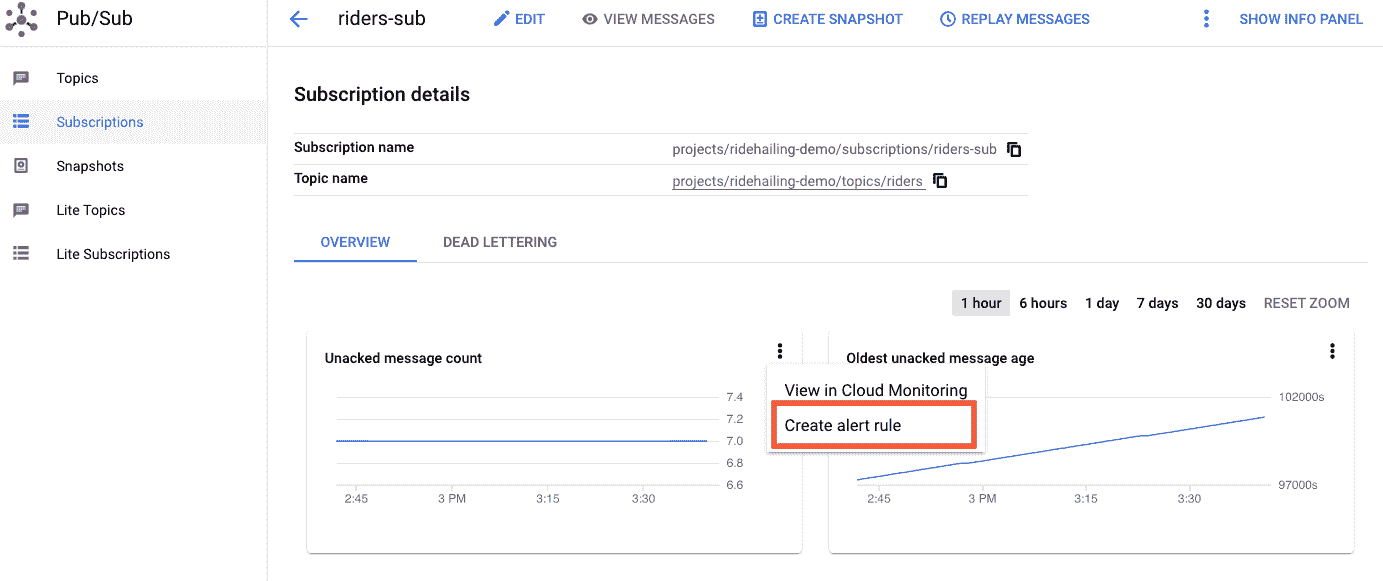 Pub/Sub
riders-sub
EDIT
VIEW MESSAGES
CREATE SNAPSHOT
REPLAY MESSAGES
SHOW INFO PANEL
Topics
Subscriptions
Snapshots
Lite Topics
Lite Subscriptions
Subscription details
Subscription name projects/ridehailing-demo/subscriptions/riders-sub
Topic name projects/ridehailing-demo/topics/riders
OVERVIEW DEAD LETTERING
1 hour 6 hours 1 day 7 days 30 days RESET ZOOM
Unacked message count
7.4
7.2
7.0
6.8
6.6
2:45 3 PM 3:15 3:30
View in Cloud Monitoring
Create alert rule
Oldest unacked message age
102000s
97000s
2:45 3 PM 3:15 3:30